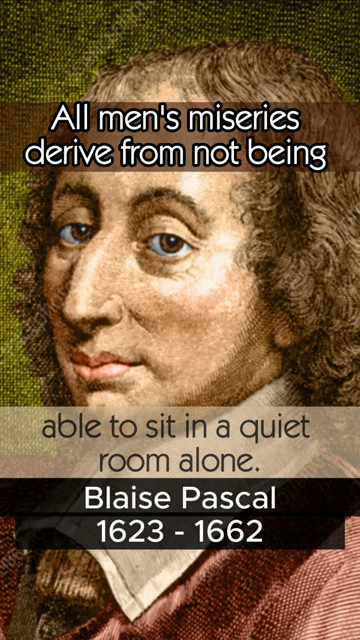 All men's miseries
derive from not being
able to sit in a quiet
room alone.
Blaise Pascal
1623 - 1662